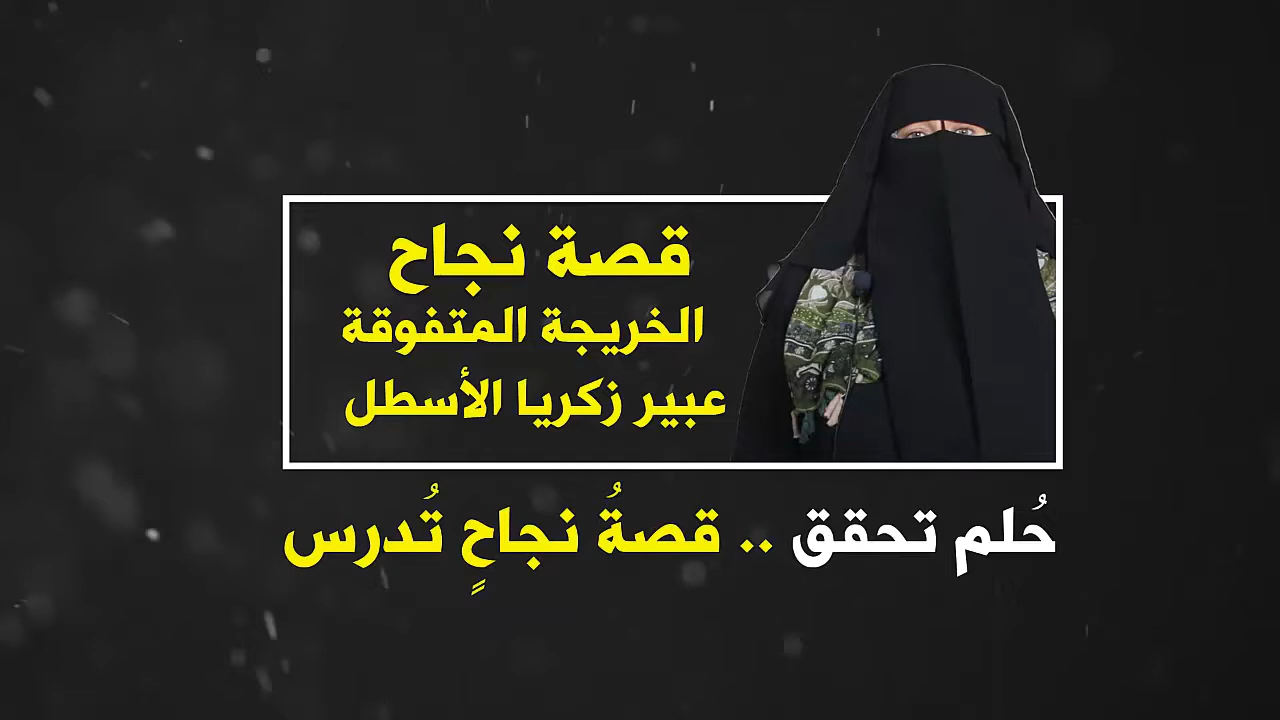 قصة نجاح
الخريجة المتفوقة
عبير زكريا الأسطل
حُلم تحقق .. قصةُ نجاحٍ تُدرس